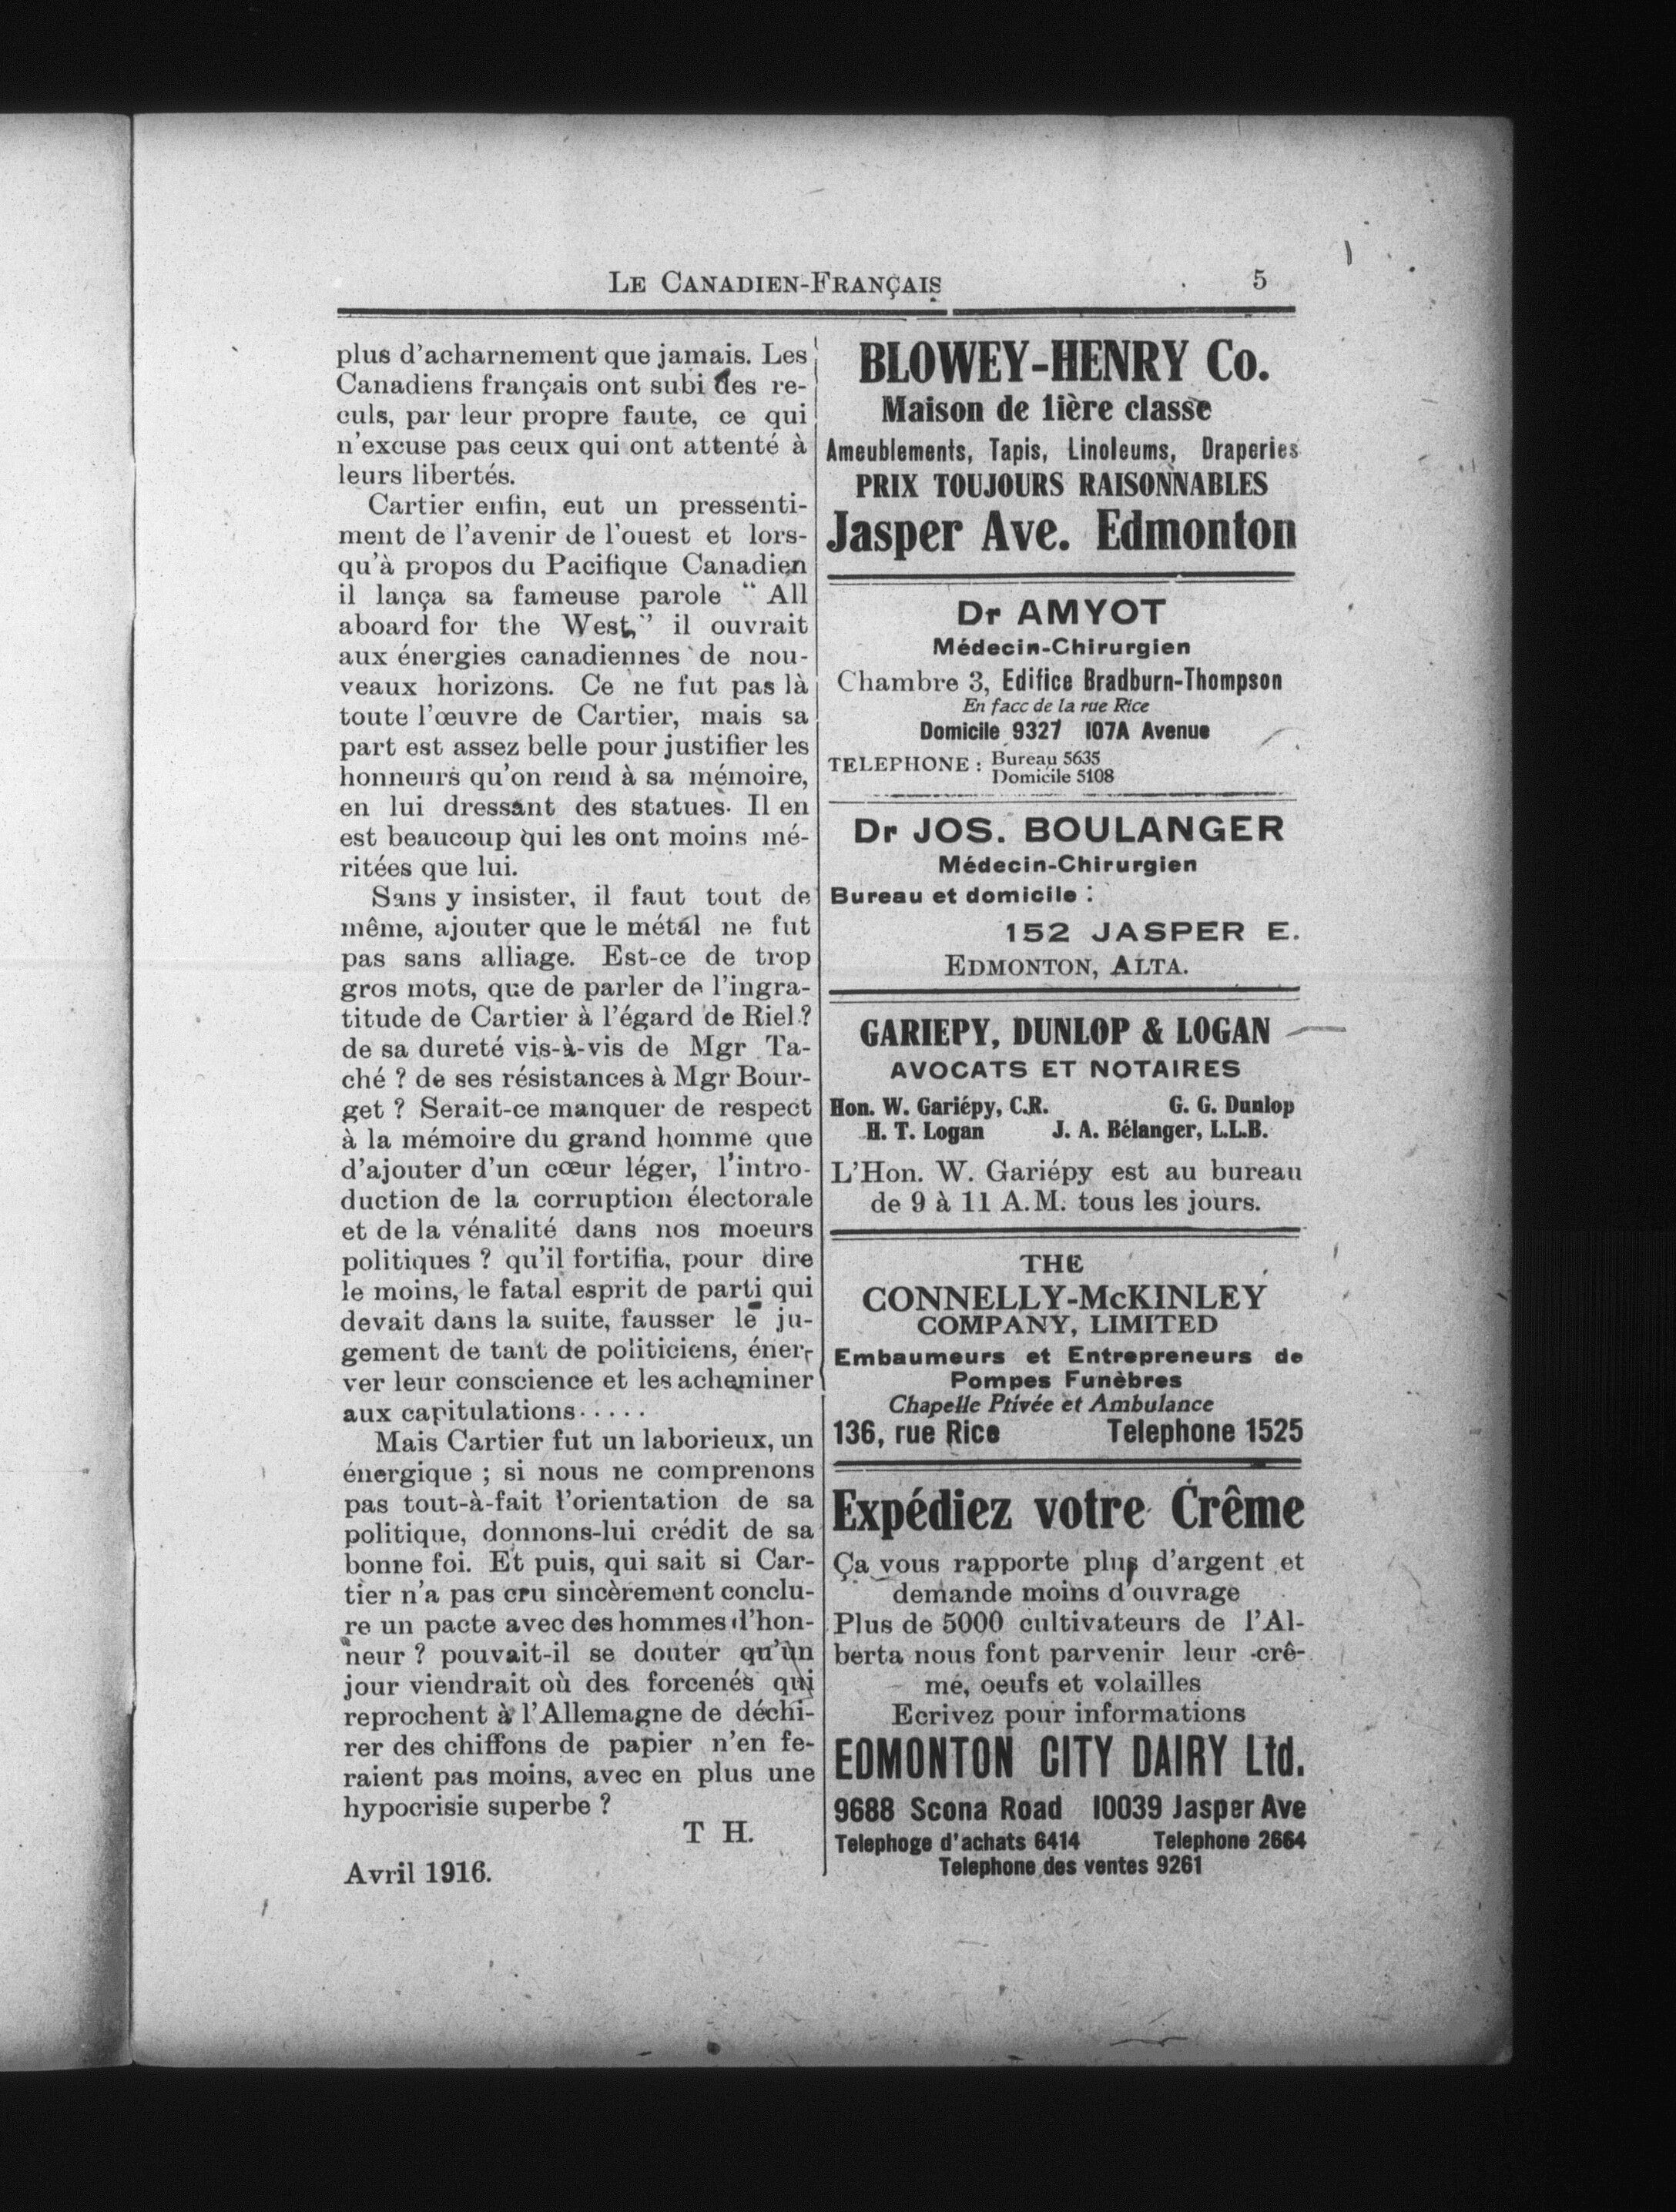 LE CANADIEN-FRANÇAIS 5
plus d'acharnement que jamais. Les
Canadiens français ont subi des re-
culs, par leur propre faute, ce qui
n'excuse pas ceux qui ont attenté à
leurs libertés.
Cartier enfin, eut un pressenti-
ment de l'avenir de l'ouest et lors-
qu'à propos du Pacifique Canadien
il lança sa fameuse parole "All
aboard for the West," il ouvrait
aux énergies canadiennes de nou-
veaux horizons. Ce ne fut pas là
toute l'œuvre de Cartier, mais sa
part est assez belle pour justifier les
honneurs qu'on rend à sa mémoire,
en lui dressant des statues. Il en
est beaucoup qui les ont moins mé-
ritées que lui.
Sans y insister, il faut tout de
même, ajouter que le métal ne fut
pas sans alliage. Est-ce de trop
gros mots, que de parler de l'ingra-
titude de Cartier à l'égard de Riel ?
de sa dureté vis-à-vis de Mgr Ta-
ché ? de ses résistances à Mgr Bour-
get ? Serait-ce manquer de respect
à la mémoire du grand homme que
d'ajouter d'un cœur léger, l'intro-
duction de la corruption électorale
et de la vénalité dans nos moeurs
politiques ? qu'il fortifia, pour dire
le moins, le fatal esprit de parti qui
devait dans la suite, fausser le ju-
gement de tant de politiciens, éner-
ver leur conscience et les acheminer
aux capitulations.....
Mais Cartier fut un laborieux, un
énergique ; si nous ne comprenons
pas tout-à-fait l'orientation de sa
politique, donnons-lui crédit de sa
bonne foi. Et puis, qui sait si Car-
tier n'a pas cru sincèrement conclu-
re un pacte avec des hommes d'hon-
neur ? pouvait-il se douter qu'un
jour viendrait où des forcenés qui
reprochent à l'Allemagne de déchi-
rer des chiffons de papier n'en fe-
raient pas moins, avec en plus une
hypocrisie superbe ?
T H.
Avril 1916.
BLOWEY-HENRY Co.
Maison de 1ière classe
Ameublements, Tapis, Linoleums, Draperies
PRIX TOUJOURS RAISONNABLES
Jasper Ave. Edmonton
Dr AMYOT
Médecin-Chirurgien
Chambre 3, Edifice Bradburn-Thompson
En facc de la rue Rice
Domicile 9327 107A Avenue
TELEPHONE : Bureau 5635
Domicile 5108
Dr JOS. BOULANGER
Médecin-Chirurgien
Bureau et domicile :
152 JASPER E.
EDMONTON, ALTA.
GARIEPY, DUNLOP & LOGAN
AVOCATS ET NOTAIRES
Hon. W. Gariépy, C.R. G. G. Dunlop
H. T. Logan J. A. Bélanger, L.L.B.
L'Hon. W. Gariépy est au bureau
de 9 à 11 A.M. tous les jours.
THE
CONNELLY-McKINLEY
COMPANY, LIMITED
Embaumeurs et Entrepreneurs de
Pompes Funèbres
Chapelle Ptivée et Ambulance
136, rue Rice Telephone 1525
Expédiez votre Crême
Ça vous rapporte plus d'argent et
demande moins d'ouvrage
Plus de 5000 cultivateurs de l'Al-
berta nous font parvenir leur crê-
me, oeufs et volailles
Ecrivez pour informations
EDMONTON CITY DAIRY Ltd.
9688 Scona Road 10039 Jasper Ave
Telephoge d'achats 6414 Telephone 2664
Telephone des ventes 9261